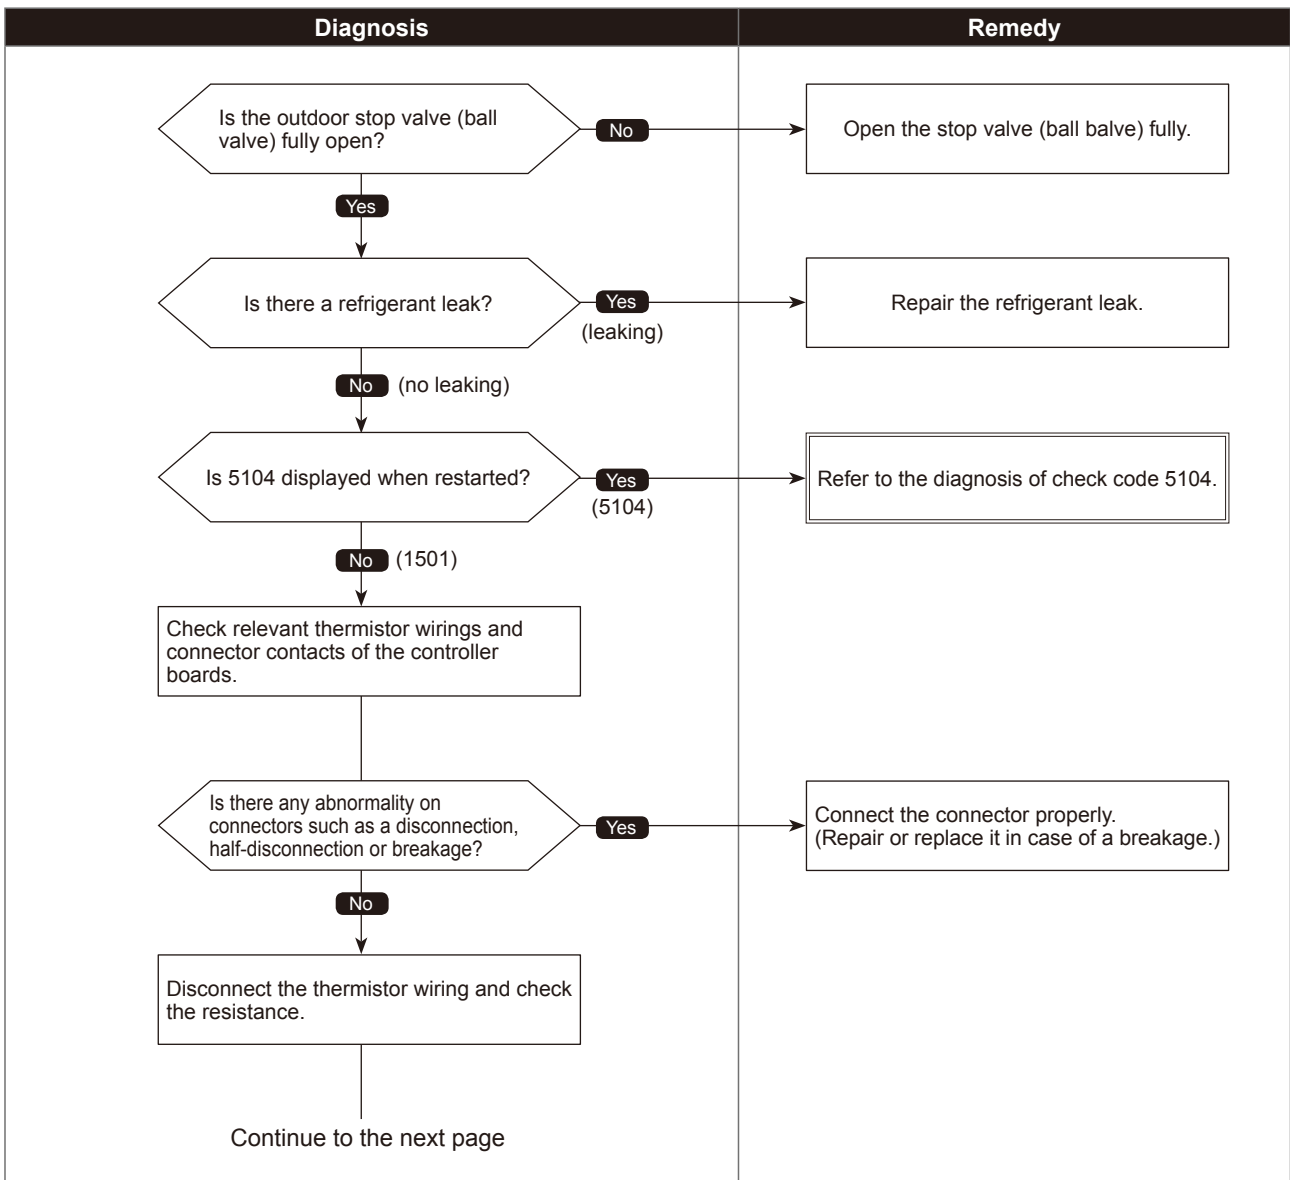 Diagnosis
Remedy
Is the outdoor stop valve (ball
valve) fully open?
No
Open the stop valve (ball balve) fully.
Yes
Is there a refrigerant leak?
Yes
(leaking)
Repair the refrigerant leak.
No (no leaking)
Is 5104 displayed when restarted?
Yes
(5104)
Refer to the diagnosis of check code 5104.
No (1501)
Check relevant thermistor wirings and
connector contacts of the controller
boards.
Is there any abnormality on
connectors such as a disconnection,
half-disconnection or breakage?
Yes
Connect the connector properly.
(Repair or replace it in case of a breakage.)
No
Disconnect the thermistor wiring and check
the resistance.
Continue to the next page